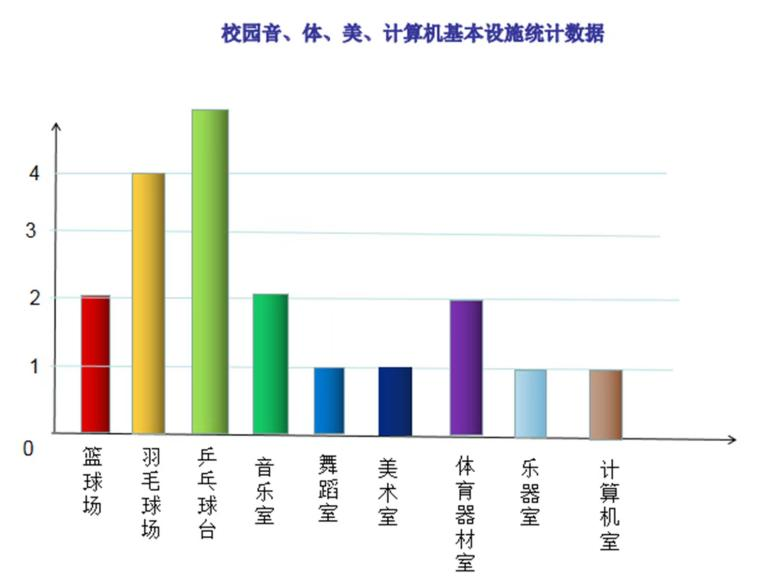 校园音、体、美、计算机基本设施统计数据
4
3
2
1
0
篮球场
羽毛球场
乒乓球台
音乐室
舞蹈室
美术室
体育器材室
乐器室
计算机室